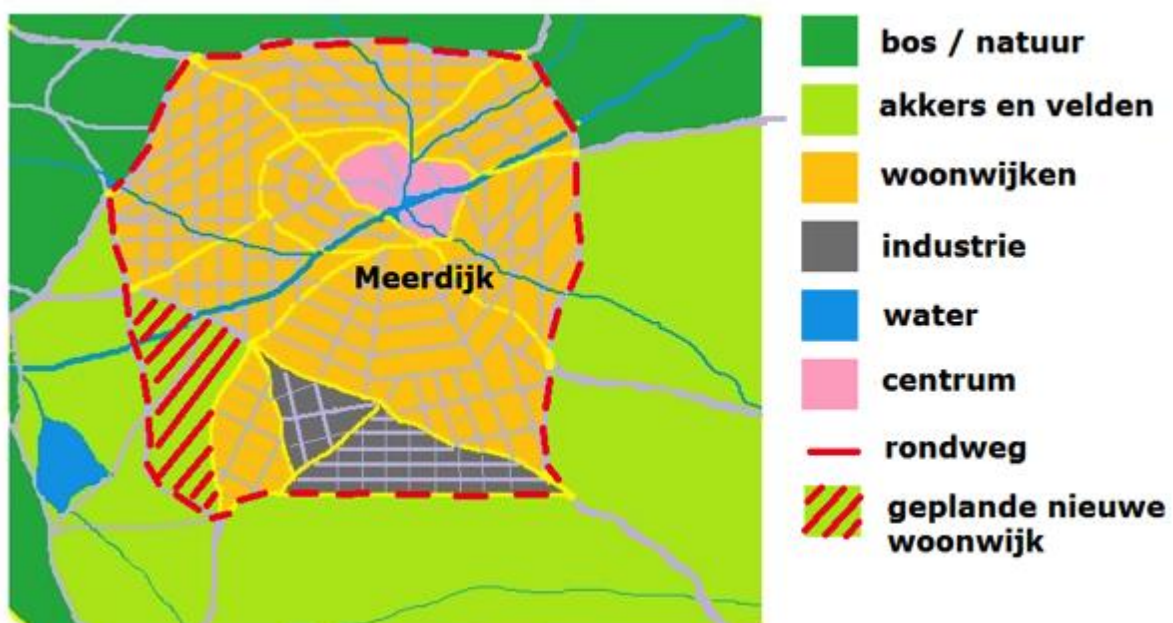 Meerdijk
bos / natuur
akkers en velden
woonwijken
industrie
water
centrum
rondweg
geplande nieuwe
woonwijk